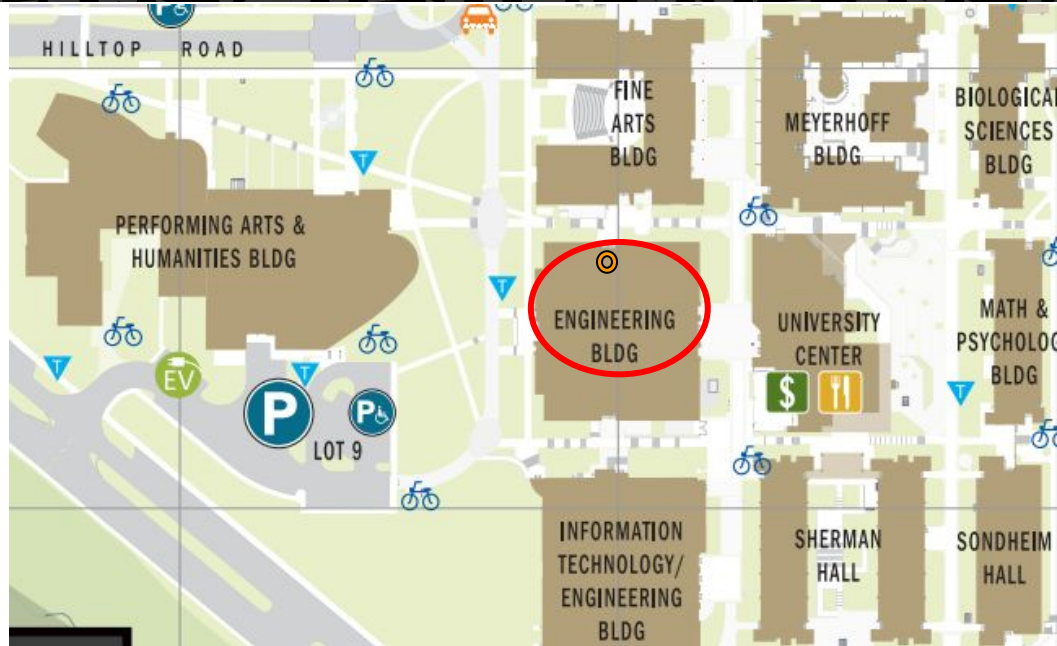 P
HILLTOP ROAD
FINE
ARTS
BLDG
MEYERHOFF
BLDG
BIOLOGICAL
SCIENCES
BLDG
T
PERFORMING ARTS &
HUMANITIES BLDG
T
ENGINEERING
BLDG
UNIVERSITY
CENTER
$
MATH &
PSYCHOLOG
BLDG
T
T
EV
T
P
P
LOT 9
INFORMATION
TECHNOLOGY/
ENGINEERING
BLDG
SHERMAN
HALL
SONDHEIM
HALL